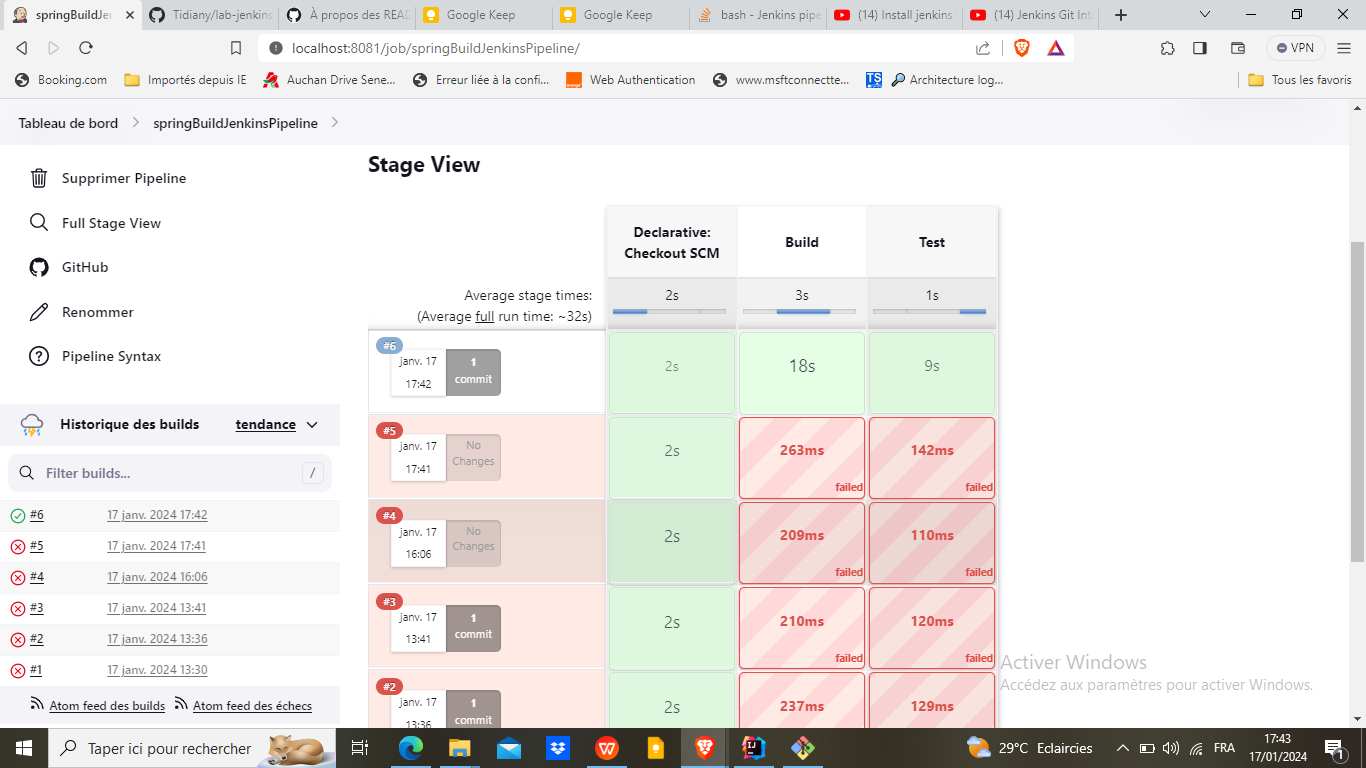 springBuildJen
Tidiany/lab-jenkins
À propos des READ
Google Keep
Google Keep
bash - Jenkins pipe
(14) Install jenkins
(14) Jenkins Git Inte
localhost:8081/job/springBuildJenkinsPipeline/
VPN
Booking.com
Importés depuis IE
Auchan Drive Sene...
Erreur liée à la confi...
Web Authentication
www.msftconnectte...
Architecture log...
Tous les favoris
Tableau de bord
springBuildJenkinsPipeline
Supprimer Pipeline
Full Stage View
GitHub
Renommer
Pipeline Syntax
Historique des builds
tendance
Filter builds...
/
#6 17 janv. 2024 17:42
#5 17 janv. 2024 17:41
#4 17 janv. 2024 16:06
#3 17 janv. 2024 13:41
#2 17 janv. 2024 13:36
#1 17 janv. 2024 13:30
Atom feed des builds
Atom feed des échecs
Stage View
Declarative:
Checkout SCM
Build
Test
Average stage times:
(Average full run time: ~32s)
2s
3s
1s
#6
janv. 17
17:42
1
commit
2s
18s
9s
#5
janv. 17
17:41
No
Changes
2s
263ms
failed
142ms
failed
#4
janv. 17
16:06
No
Changes
2s
209ms
failed
110ms
failed
#3
janv. 17
13:41
1
commit
2s
210ms
failed
120ms
failed
#2
janv. 17
13:36
1
commit
2s
237ms
129ms
Activer Windows
Accédez aux paramètres pour activer Windows.
Taper ici pour rechercher
29°C Eclaircies
FRA
17:43
17/01/2024
1